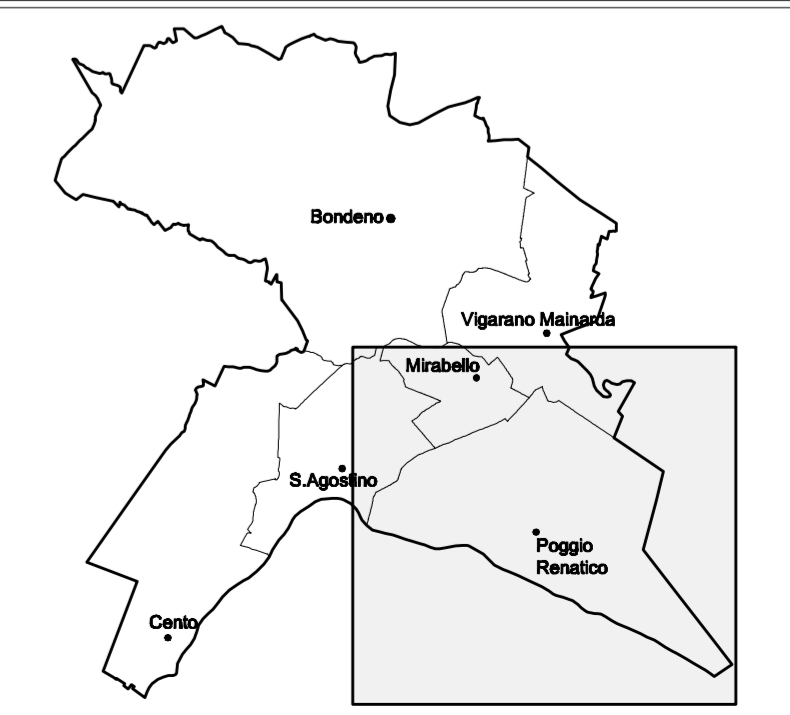 Bondeno
Vigarano Mainarda
Mirabello
S.Agostino
Poggio
Renatico
Cento